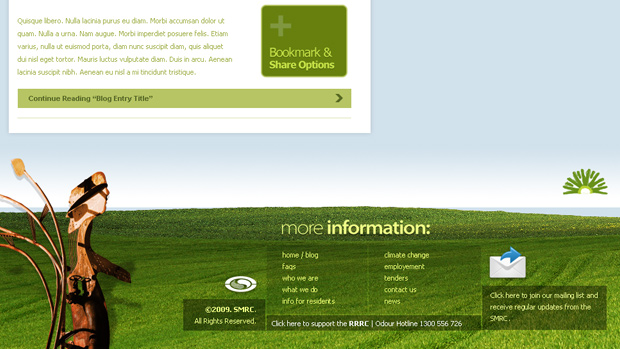 Quisque libero. Nulla lacinia purus eu diam. Morbi accumsan dolor ut
quam. Nulla a urna. Nam augue. Morbi imperdiet posuere felis. Etiam
varius, nulla ut euismod porta, diam nunc suscipit diam, quis aliquet
dui nisl eget tortor. Mauris luctus vulputate diam. Duis in arcu. Aenean
lacinia suscipit nibh. Aenean eu nisl a mi tincidunt tristique.
Bookmark &
Share Options
Continue Reading “Blog Entry Title”
more information:
home / blog
faqs
who we are
what we do
info for residents
climate change
employement
tenders
contact us
news
©2009. SMRC.
All Rights Reserved.
Click here to support the RRRC | Odour Hotline 1300 556 726
Click here to join our mailing list and
receive regular updates from the
SMRC .